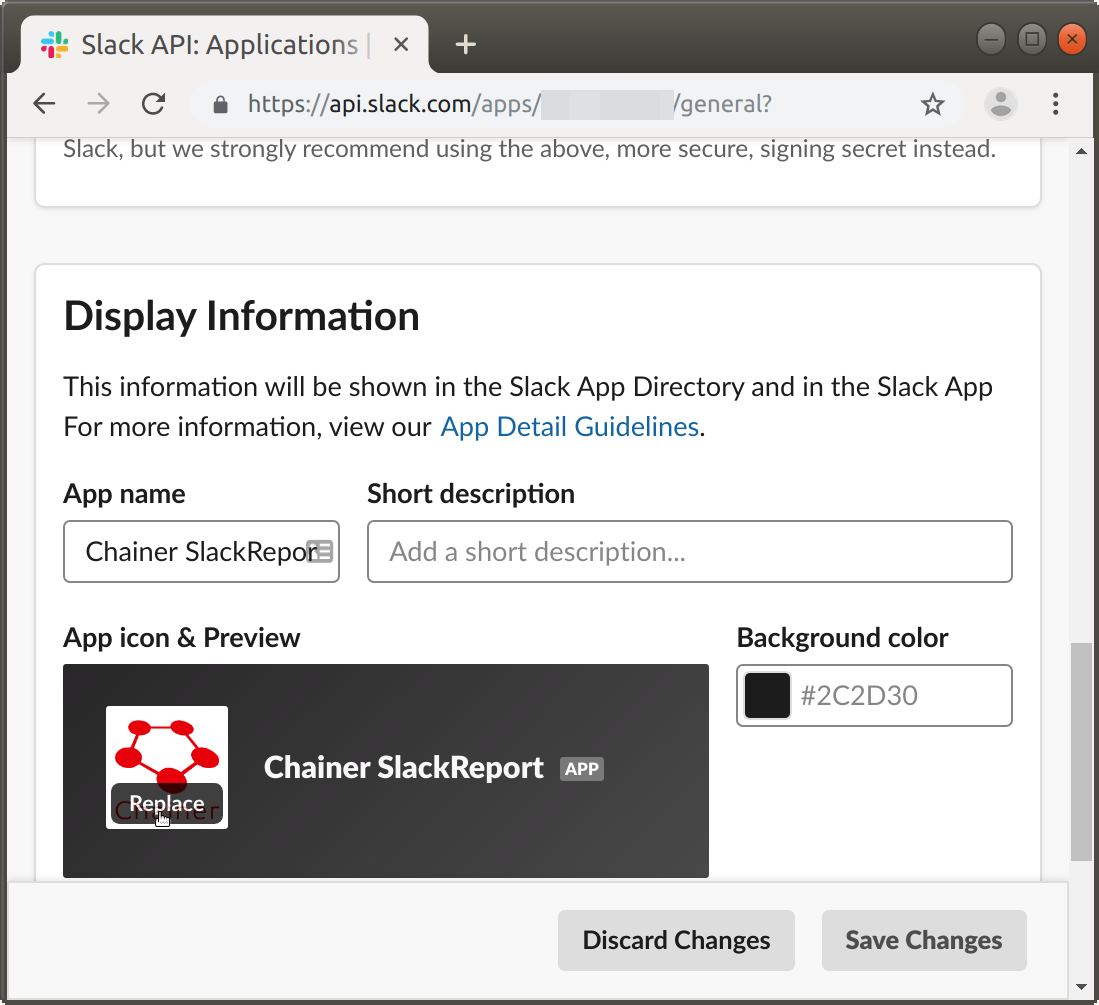 Slack API: Applications |
https://api.slack.com/apps/ /general?
Slack, but we strongly recommend using the above, more secure, signing secret instead.
Display Information
This information will be shown in the Slack App Directory and in the Slack App
For more information, view our App Detail Guidelines.
App name
Short description
Chainer SlackRepor
Add a short description...
App icon & Preview
Background color
#2C2D30
Chainer SlackReport APP
Replace
Chainer
Discard Changes
Save Changes